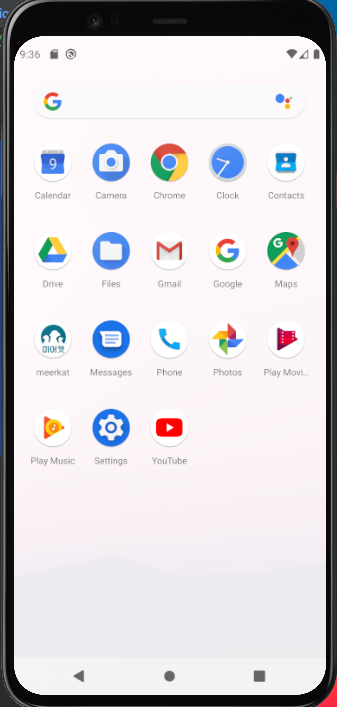 9:36
G
9
Calendar Camera Chrome Clock Contacts
G
G
Drive Files Gmail Google Maps
미어캣
meerkat Messages Phone Photos Play Movi...
Play Music Settings YouTube